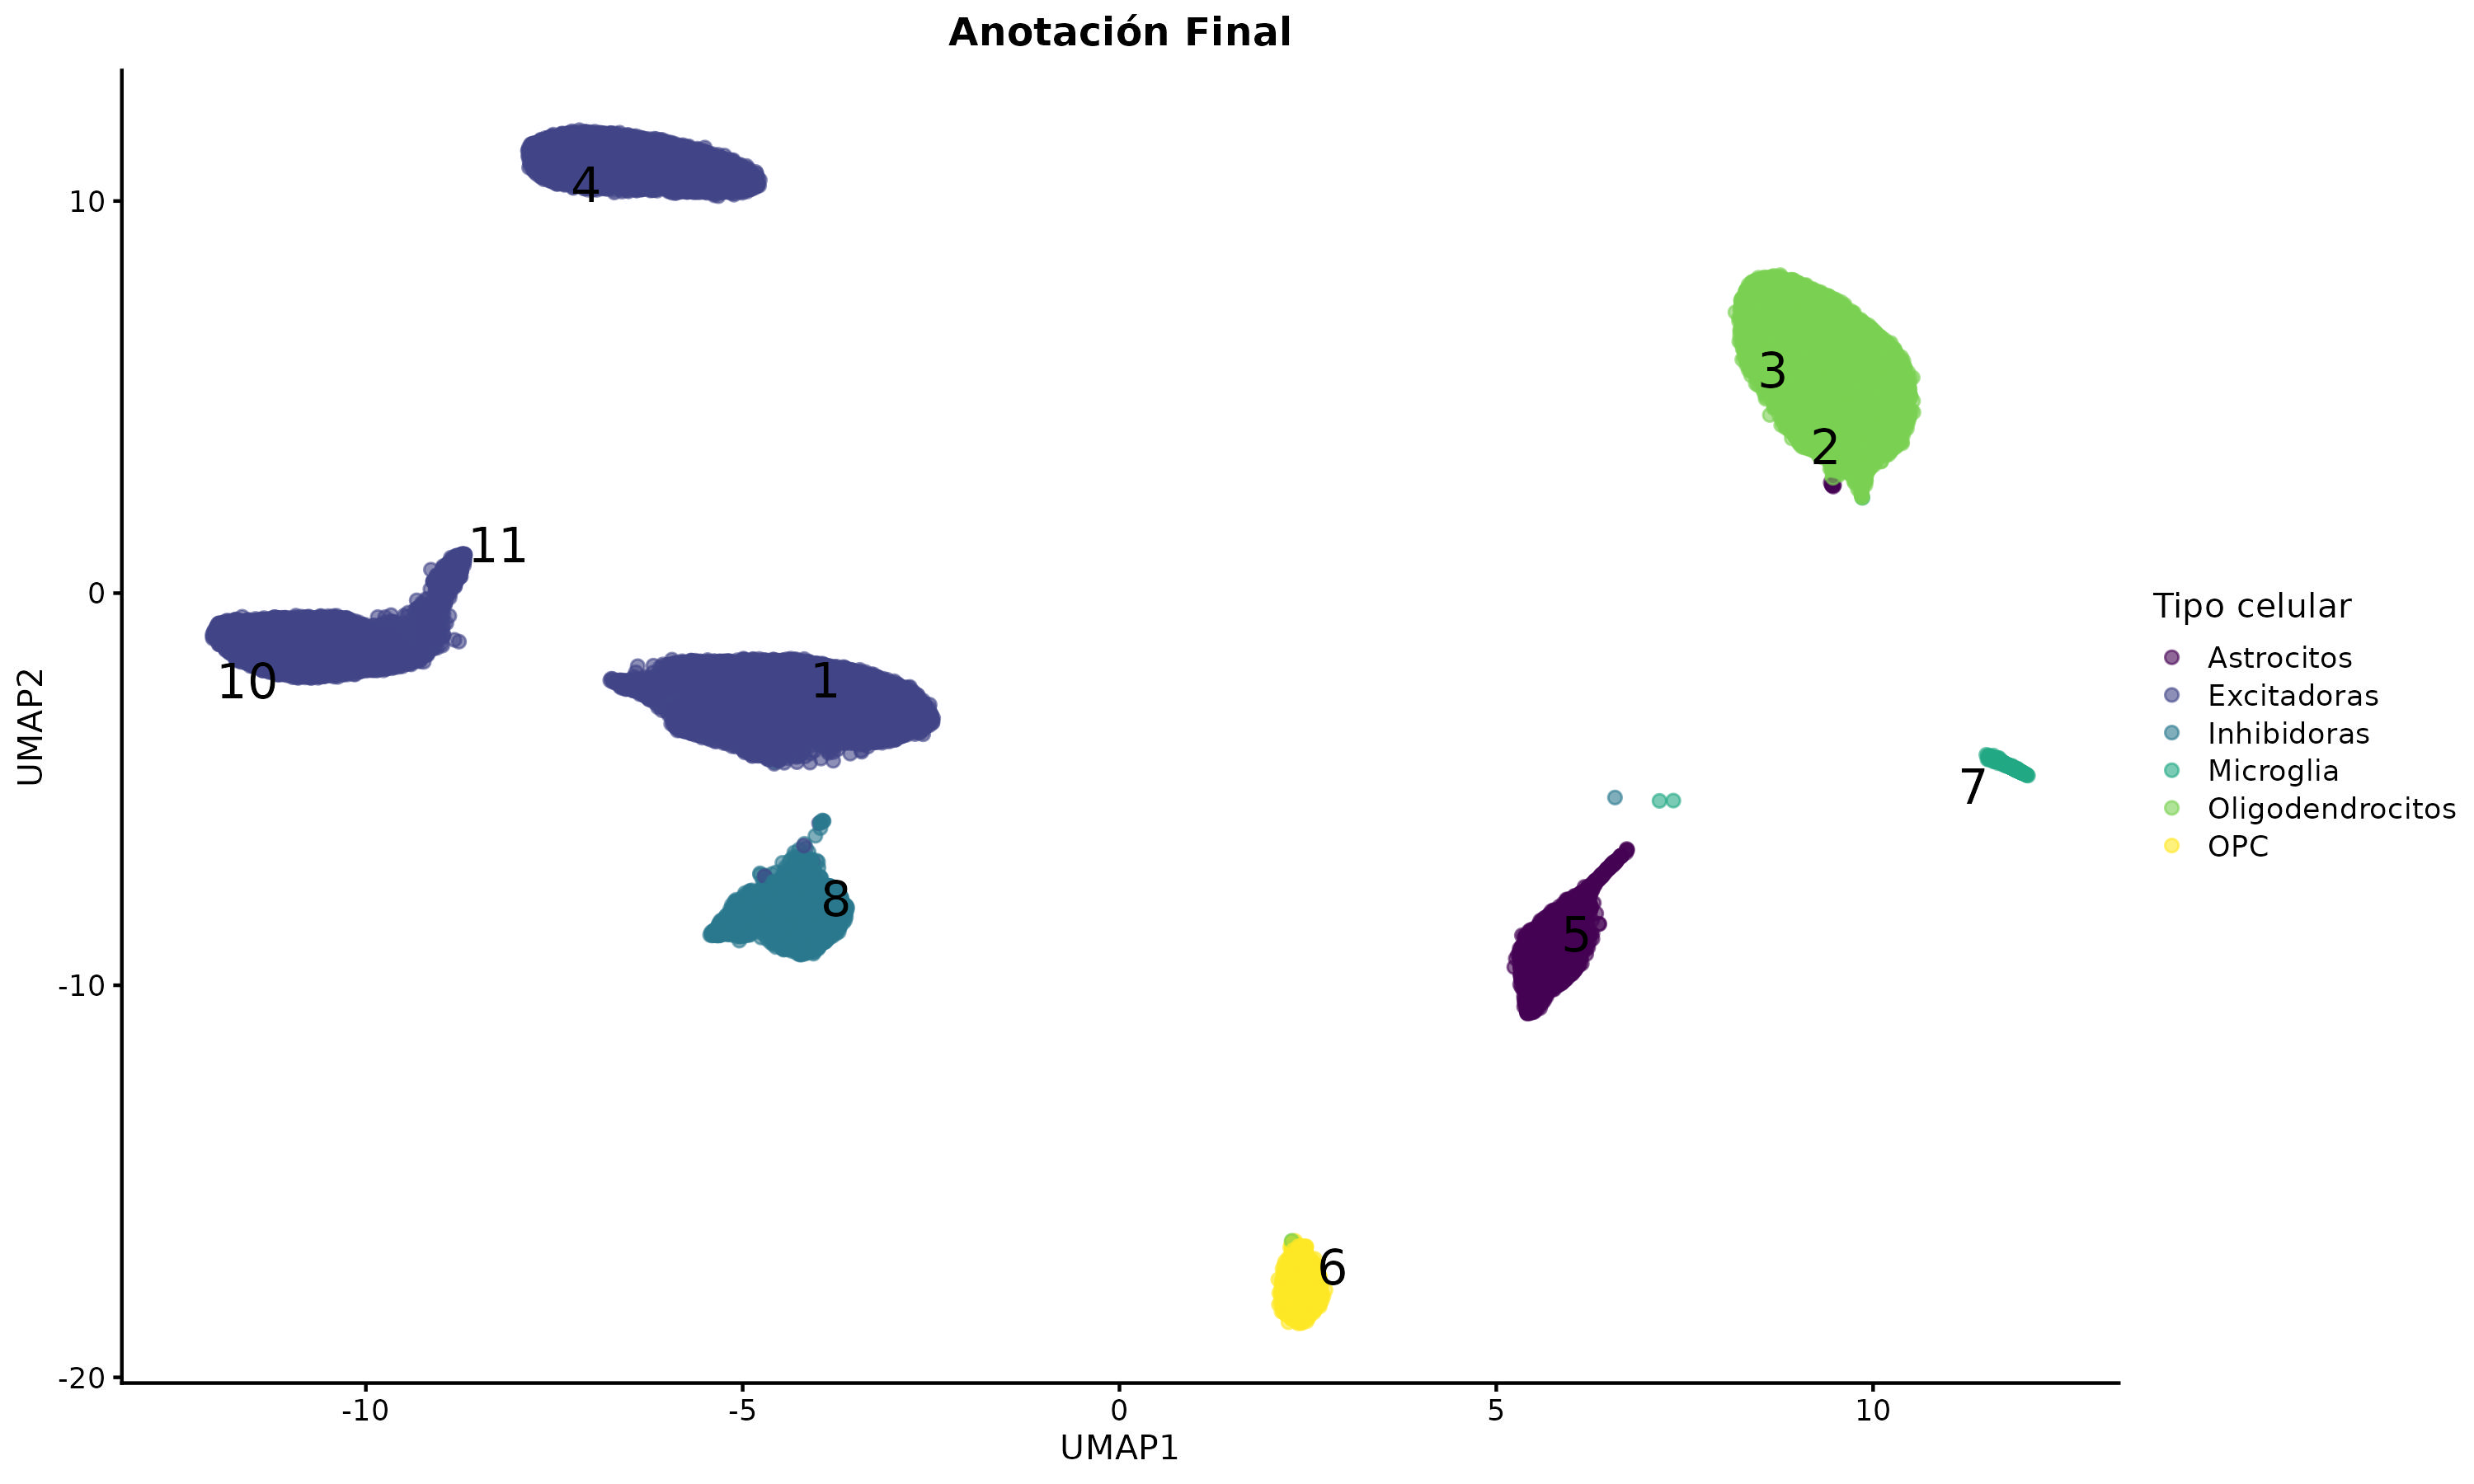 Anotación Final
10
0
-10
-20
UMAP2
4
3
2
11
10
1
7
8
5
6
-10
-5
0
5
10
UMAP1
Tipo celular
Astrocitos
Excitadoras
Inhibidoras
Microglia
Oligodendrocitos
OPC